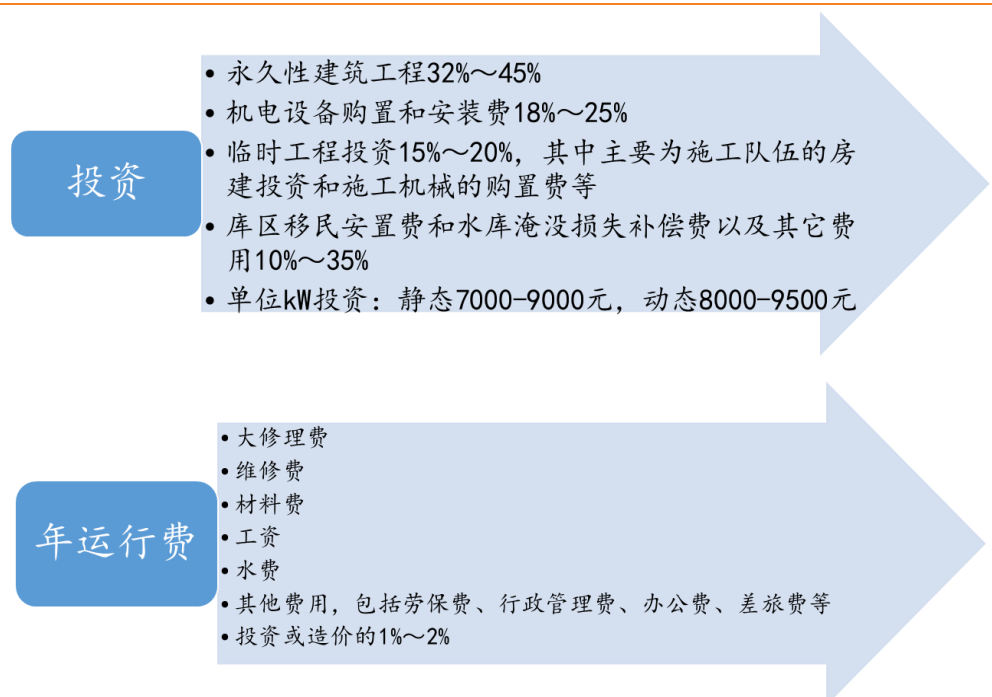 投资
• 永久性建筑工程32%～45%
• 机电设备购置和安装费18%～25%
• 临时工程投资15%～20%，其中主要为施工队伍的房
建投资和施工机械的购置费等
• 库区移民安置费和水库淹没损失补偿费以及其它费
用10%～35%
• 单位kW投资：静态7000-9000元，动态8000-9500元
年运行费
• 大修理费
• 维修费
• 材料费
• 工资
• 水费
• 其他费用，包括劳保费、行政管理费、办公费、差旅费等
• 投资或造价的1%～2%